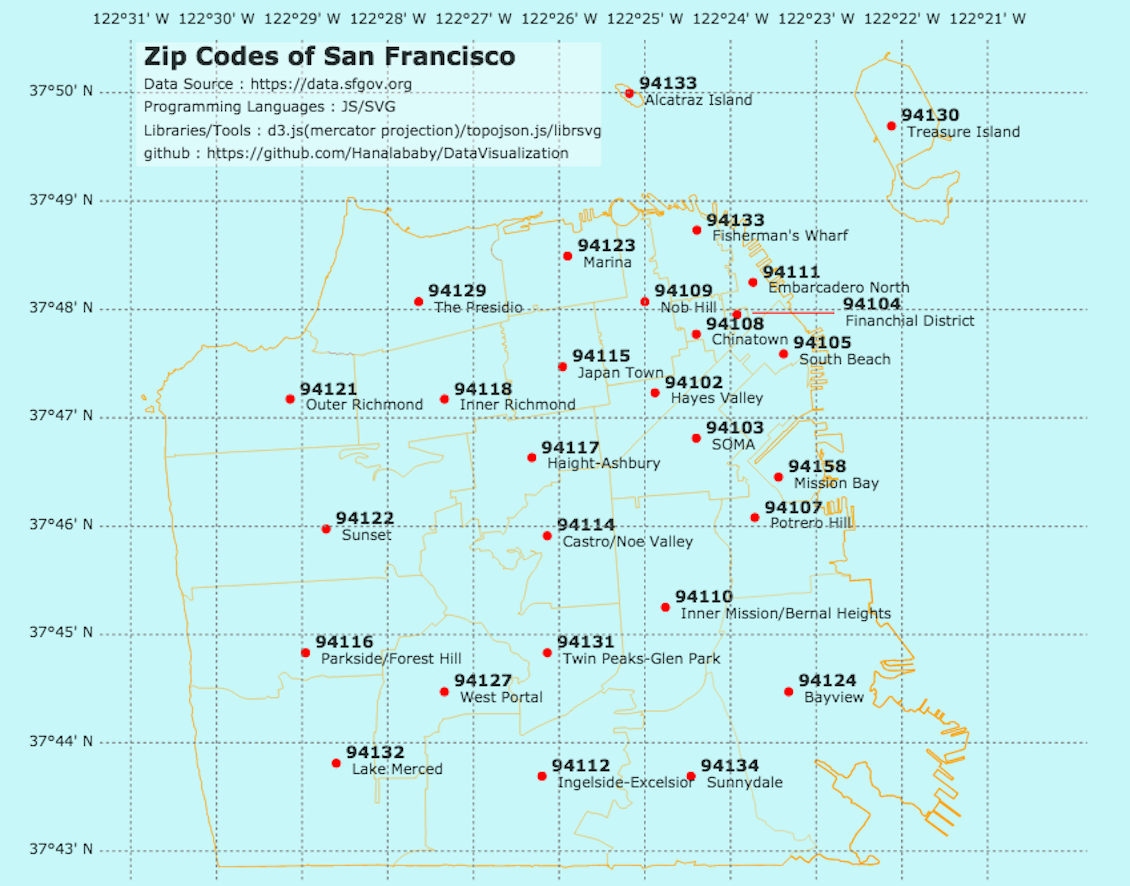 122°31' W 122°30' W 122°29' W 122°28' W 122°27' W 122°26' W 122°25' W 122°24' W 122°23' W 122°22' W 122°21' W
Zip Codes of San Francisco
Data Source : https://data.sfgov.org
Programming Languages : JS/SVG
Libraries/Tools : d3.js(mercator projection)/topojson.js/librsvg
github : https://github.com/Hanalababy/DataVisualization
37°50' N
94133
Alcatraz Island
94130
Treasure Island
37°49' N
94133
Fisherman's Wharf
94123
Marina
94111
Embarcadero North
94129
The Presidio
94109
Nob Hill
37°48' N
94104
Financhial District
94108
Chinatown
94105
South Beach
94115
Japan Town
94121
Outer Richmond
94118
Inner Richmond
94102
Hayes Valley
37°47' N
94103
SOMA
94117
Haight-Ashbury
94158
Mission Bay
94107
Potrero Hill
37°46' N
94122
Sunset
94114
Castro/Noe Valley
94110
Inner Mission/Bernal Heights
37°45' N
94116
Parkside/Forest Hill
94131
Twin Peaks-Glen Park
94127
West Portal
94124
Bayview
37°44' N
94132
Lake Merced
94112
Ingelside-Excelsior
94134
Sunnydale
37°43' N